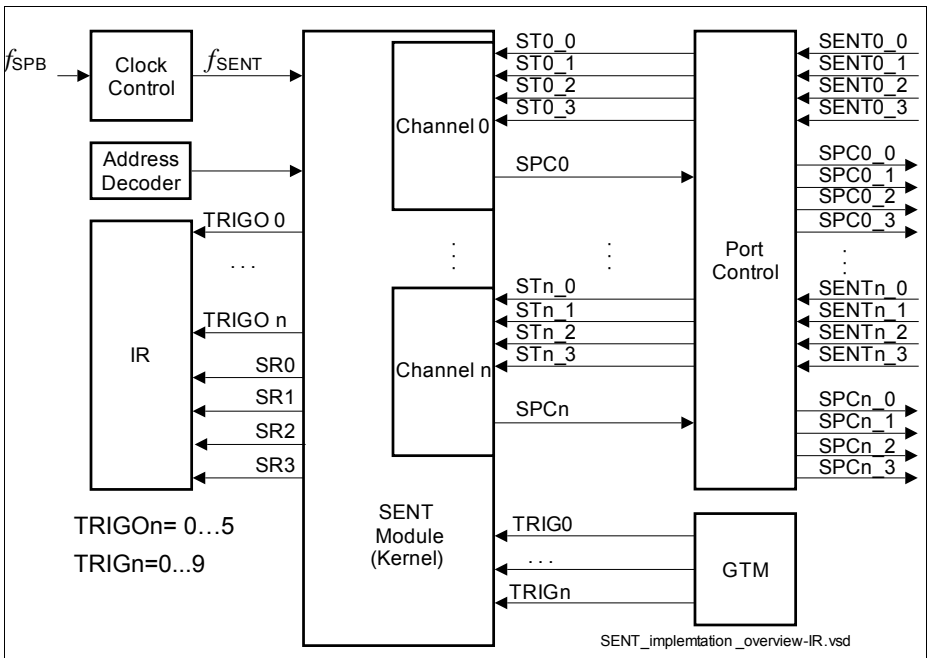 fSPB
Clock
Control
fSENT
Address
Decoder
TRIGO 0
. . .
TRIGO n
SR0
SR1
SR2
SR3
IR
TRIGOn= 0...5
TRIGn=0...9
Channel 0
Channel n
SENT
Module
(Kernel)
ST0_0
ST0_1
ST0_2
ST0_3
SPC0
STn_0
STn_1
STn_2
STn_3
SPCn
TRIG0
. . .
TRIGn
Port
Control
GTM
SENT0_0
SENT0_1
SENT0_2
SENT0_3
SPC0_0
SPC0_1
SPC0_2
SPC0_3
SENTn_0
SENTn_1
SENTn_2
SENTn_3
SPCn_0
SPCn_1
SPCn_2
SPCn_3
SENT_implemtation _overview-IR.vsd